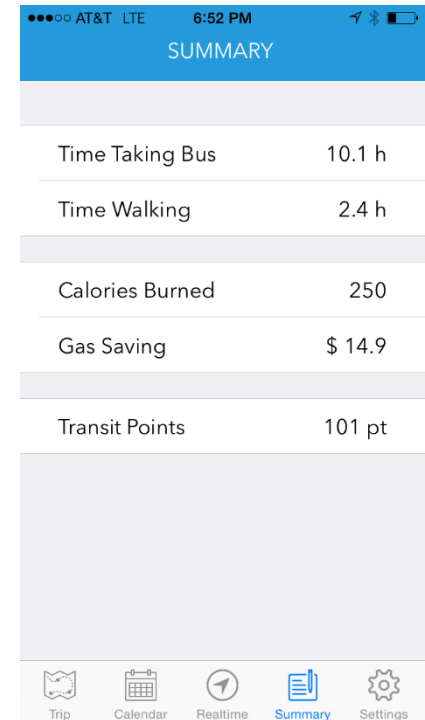 AT&T LTE 6:52 PM
SUMMARY
Time Taking Bus 10.1 h
Time Walking 2.4 h
Calories Burned 250
Gas Saving $ 14.9
Transit Points 101 pt
Trip Calendar Realtime Summary Settings